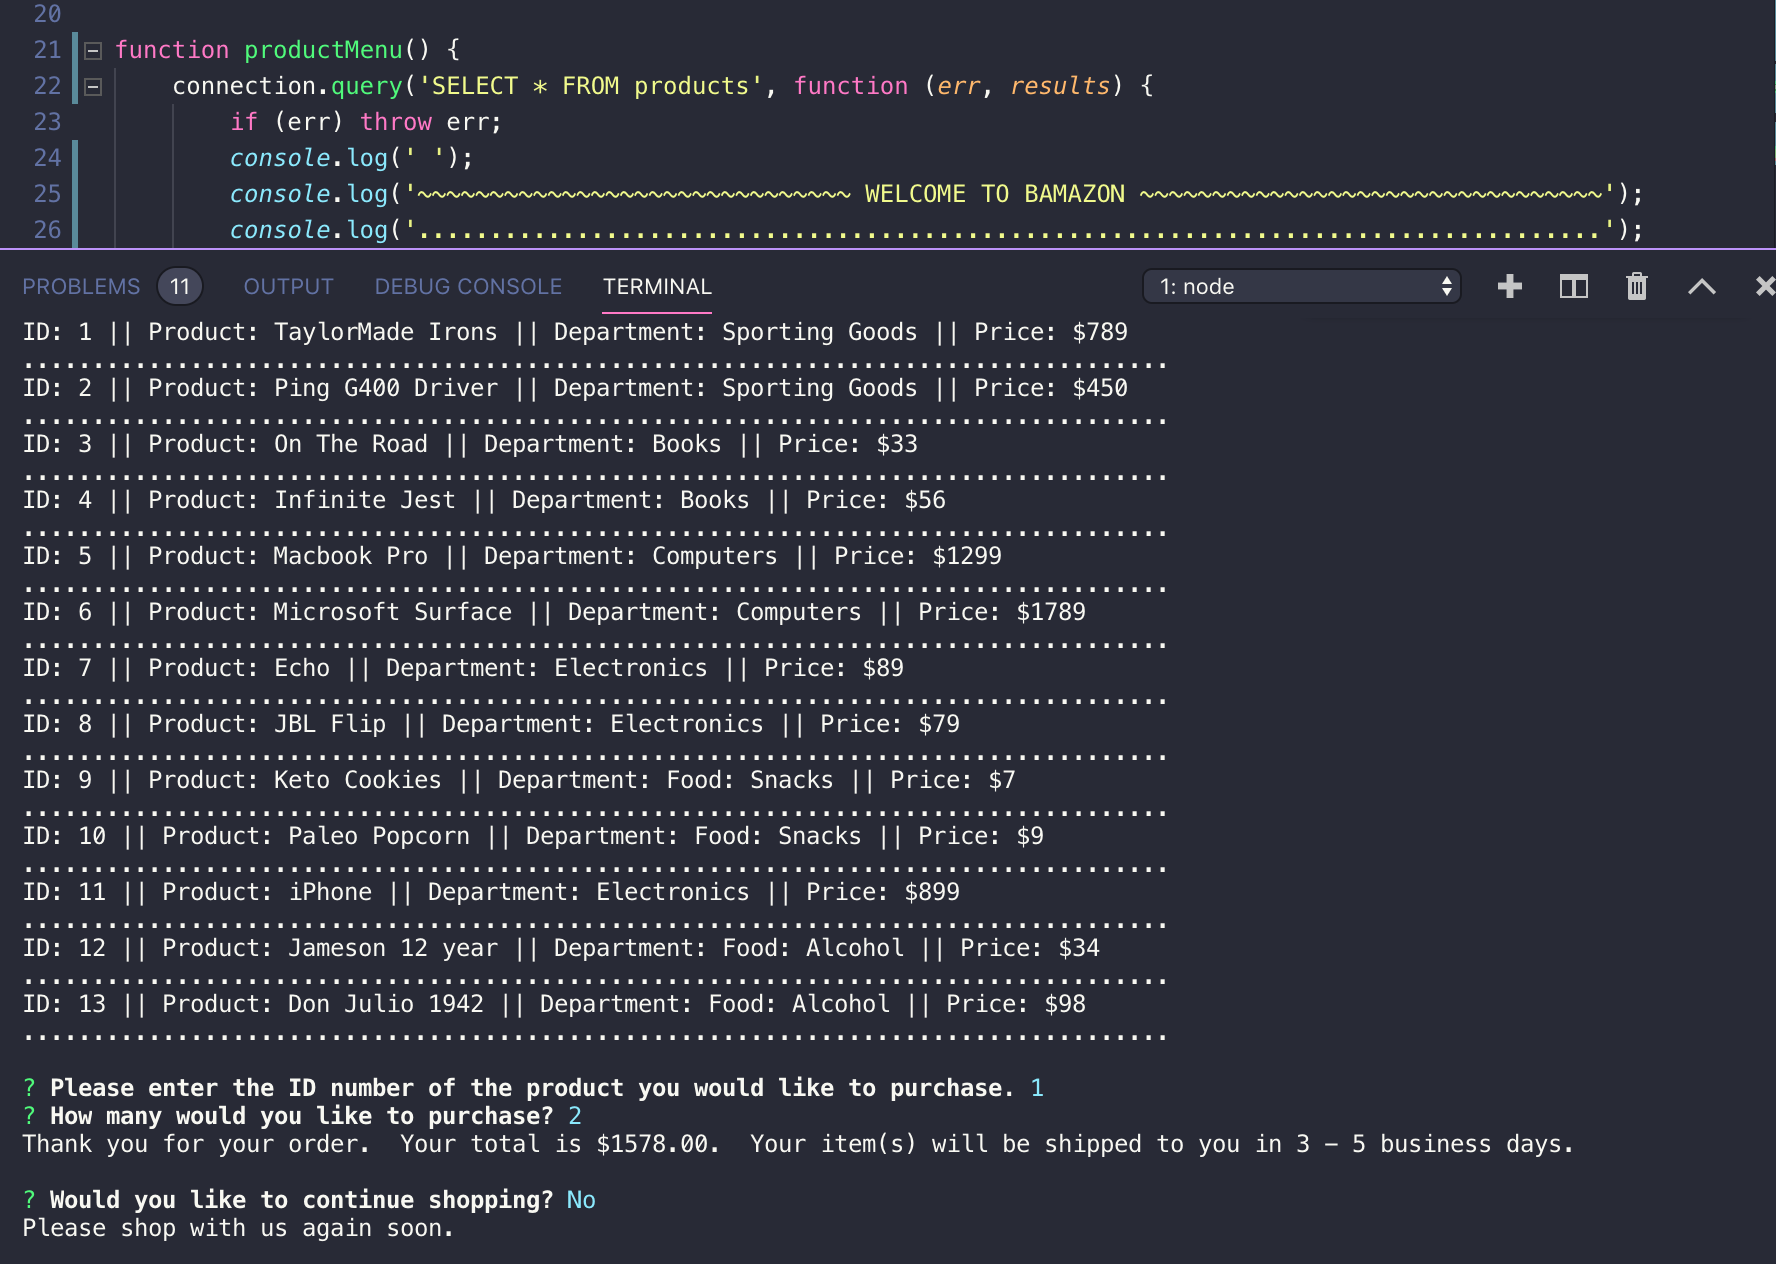 20
21 function productMenu() {
22 connection.query('SELECT * FROM products', function (err, results) {
23 if (err) throw err;
24 console.log(' ');
25 console.log('~~~~~~~~~~~~~~~~~~~~~~~~~~~~~~ WELCOME TO BAMAZON ~~~~~~~~~~~~~~~~~~~~~~~~~~~~~~~~');
26 console.log('..................................................................................');
PROBLEMS 11 OUTPUT DEBUG CONSOLE TERMINAL 1: node
ID: 1 || Product: TaylorMade Irons || Department: Sporting Goods || Price: $789
..................................................................................
ID: 2 || Product: Ping G400 Driver || Department: Sporting Goods || Price: $450
..................................................................................
ID: 3 || Product: On The Road || Department: Books || Price: $33
..................................................................................
ID: 4 || Product: Infinite Jest || Department: Books || Price: $56
..................................................................................
ID: 5 || Product: Macbook Pro || Department: Computers || Price: $1299
..................................................................................
ID: 6 || Product: Microsoft Surface || Department: Computers || Price: $1789
..................................................................................
ID: 7 || Product: Echo || Department: Electronics || Price: $89
..................................................................................
ID: 8 || Product: JBL Flip || Department: Electronics || Price: $79
..................................................................................
ID: 9 || Product: Keto Cookies || Department: Food: Snacks || Price: $7
..................................................................................
ID: 10 || Product: Paleo Popcorn || Department: Food: Snacks || Price: $9
..................................................................................
ID: 11 || Product: iPhone || Department: Electronics || Price: $899
..................................................................................
ID: 12 || Product: Jameson 12 year || Department: Food: Alcohol || Price: $34
..................................................................................
ID: 13 || Product: Don Julio 1942 || Department: Food: Alcohol || Price: $98
..................................................................................
? Please enter the ID number of the product you would like to purchase. 1
? How many would you like to purchase? 2
Thank you for your order.  Your total is $1578.00.  Your item(s) will be shipped to you in 3 – 5 business days.
? Would you like to continue shopping? No
Please shop with us again soon.